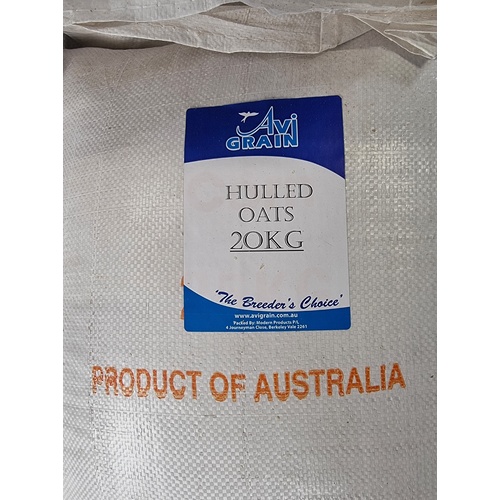 Avi
GRAIN
HULLED
OATS
20KG
'The Breeder's Choice'
www.avigrain.com.au
Packed By: Modern Products P/L
4 Journeyman Close, Berkeley Vale 2261
PRODUCT OF AUSTRALIA